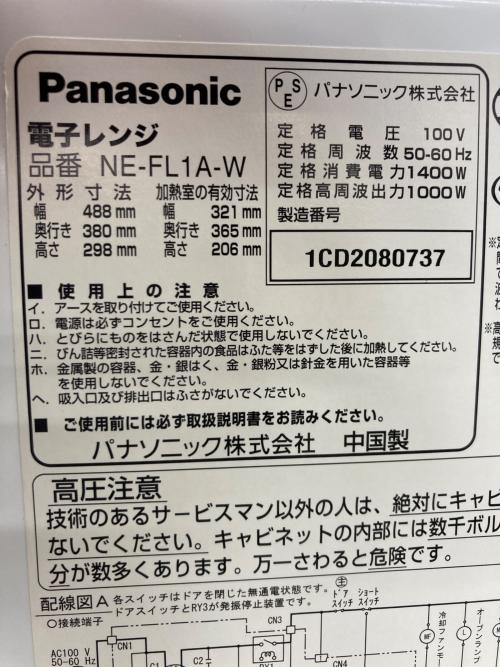 Panasonic
電子レンジ
品番 NE-FL1A-W
外形寸法 加熱室の有効寸法
幅 488 mm 幅 321 mm
奥行き 380 mm 奥行き 365 mm
高さ 298 mm 高さ 206 mm
PSE パナソニック株式会社
定格電圧 100 V
定格周波数 50-60 Hz
定格消費電力 1400W
定格高周波出力 1000W
製造番号
1CD2080737
■ 使用上の注意
イ. アースを取り付けてご使用ください。
ロ. 電源は必ずコンセントをご使用ください。
ハ. とびらにものをはさんだ状態で使用しないでください。
ニ. びん詰等密封された容器内の食品はふた等をはずした後に加熱してください。
ホ. 金属製の容器、金・銀はく、金・銀粉又は針金を用いた容器等
を使用しないでください。
ヘ. 吸入口及び排出口はふさがないでください。
■ ご使用前には必ず取扱説明書をお読みください。
パナソニック株式会社 中国製
高圧注意
技術のあるサービスマン以外の人は、絶対にキャビ
ないでください。キャビネットの内部には数千ボル
分が数多くあります。万一さわると危険です。
配線図A 各スイッチはドアを閉じた無通電状態です。
ドアスイッチとRY3が発振停止装置です。
○接続端子
主
ドア ショート
スイッチ スイッチ
CN3
CN1
C2
RY1
CN4
AC100 V
50-60 Hz
MF
L
冷却ファンモー
オーブンランプ